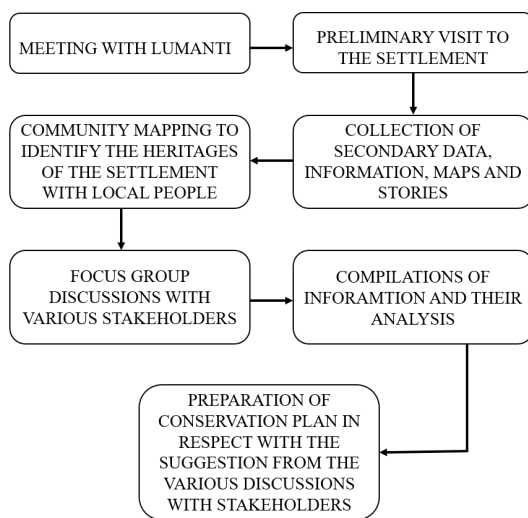 MEETING WITH LUMANTI
PRELIMINARY VISIT TO
THE SETTLEMENT
COLLECTION OF
SECONDARY DATA,
INFORMATION, MAPS AND
STORIES
COMMUNITY MAPPING TO
IDENTIFY THE HERITAGES
OF THE SETTLEMENT
WITH LOCAL PEOPLE
FOCUS GROUP
DISCUSSIONS WITH
VARIOUS STAKEHOLDERS
COMPILATIONS OF
INFORAMTION AND THEIR
ANALYSIS
PREPARATION OF
CONSERVATION PLAN IN
RESPECT WITH THE
SUGGESTION FROM THE
VARIOUS DISCUSSIONS
WITH STAKEHOLDERS